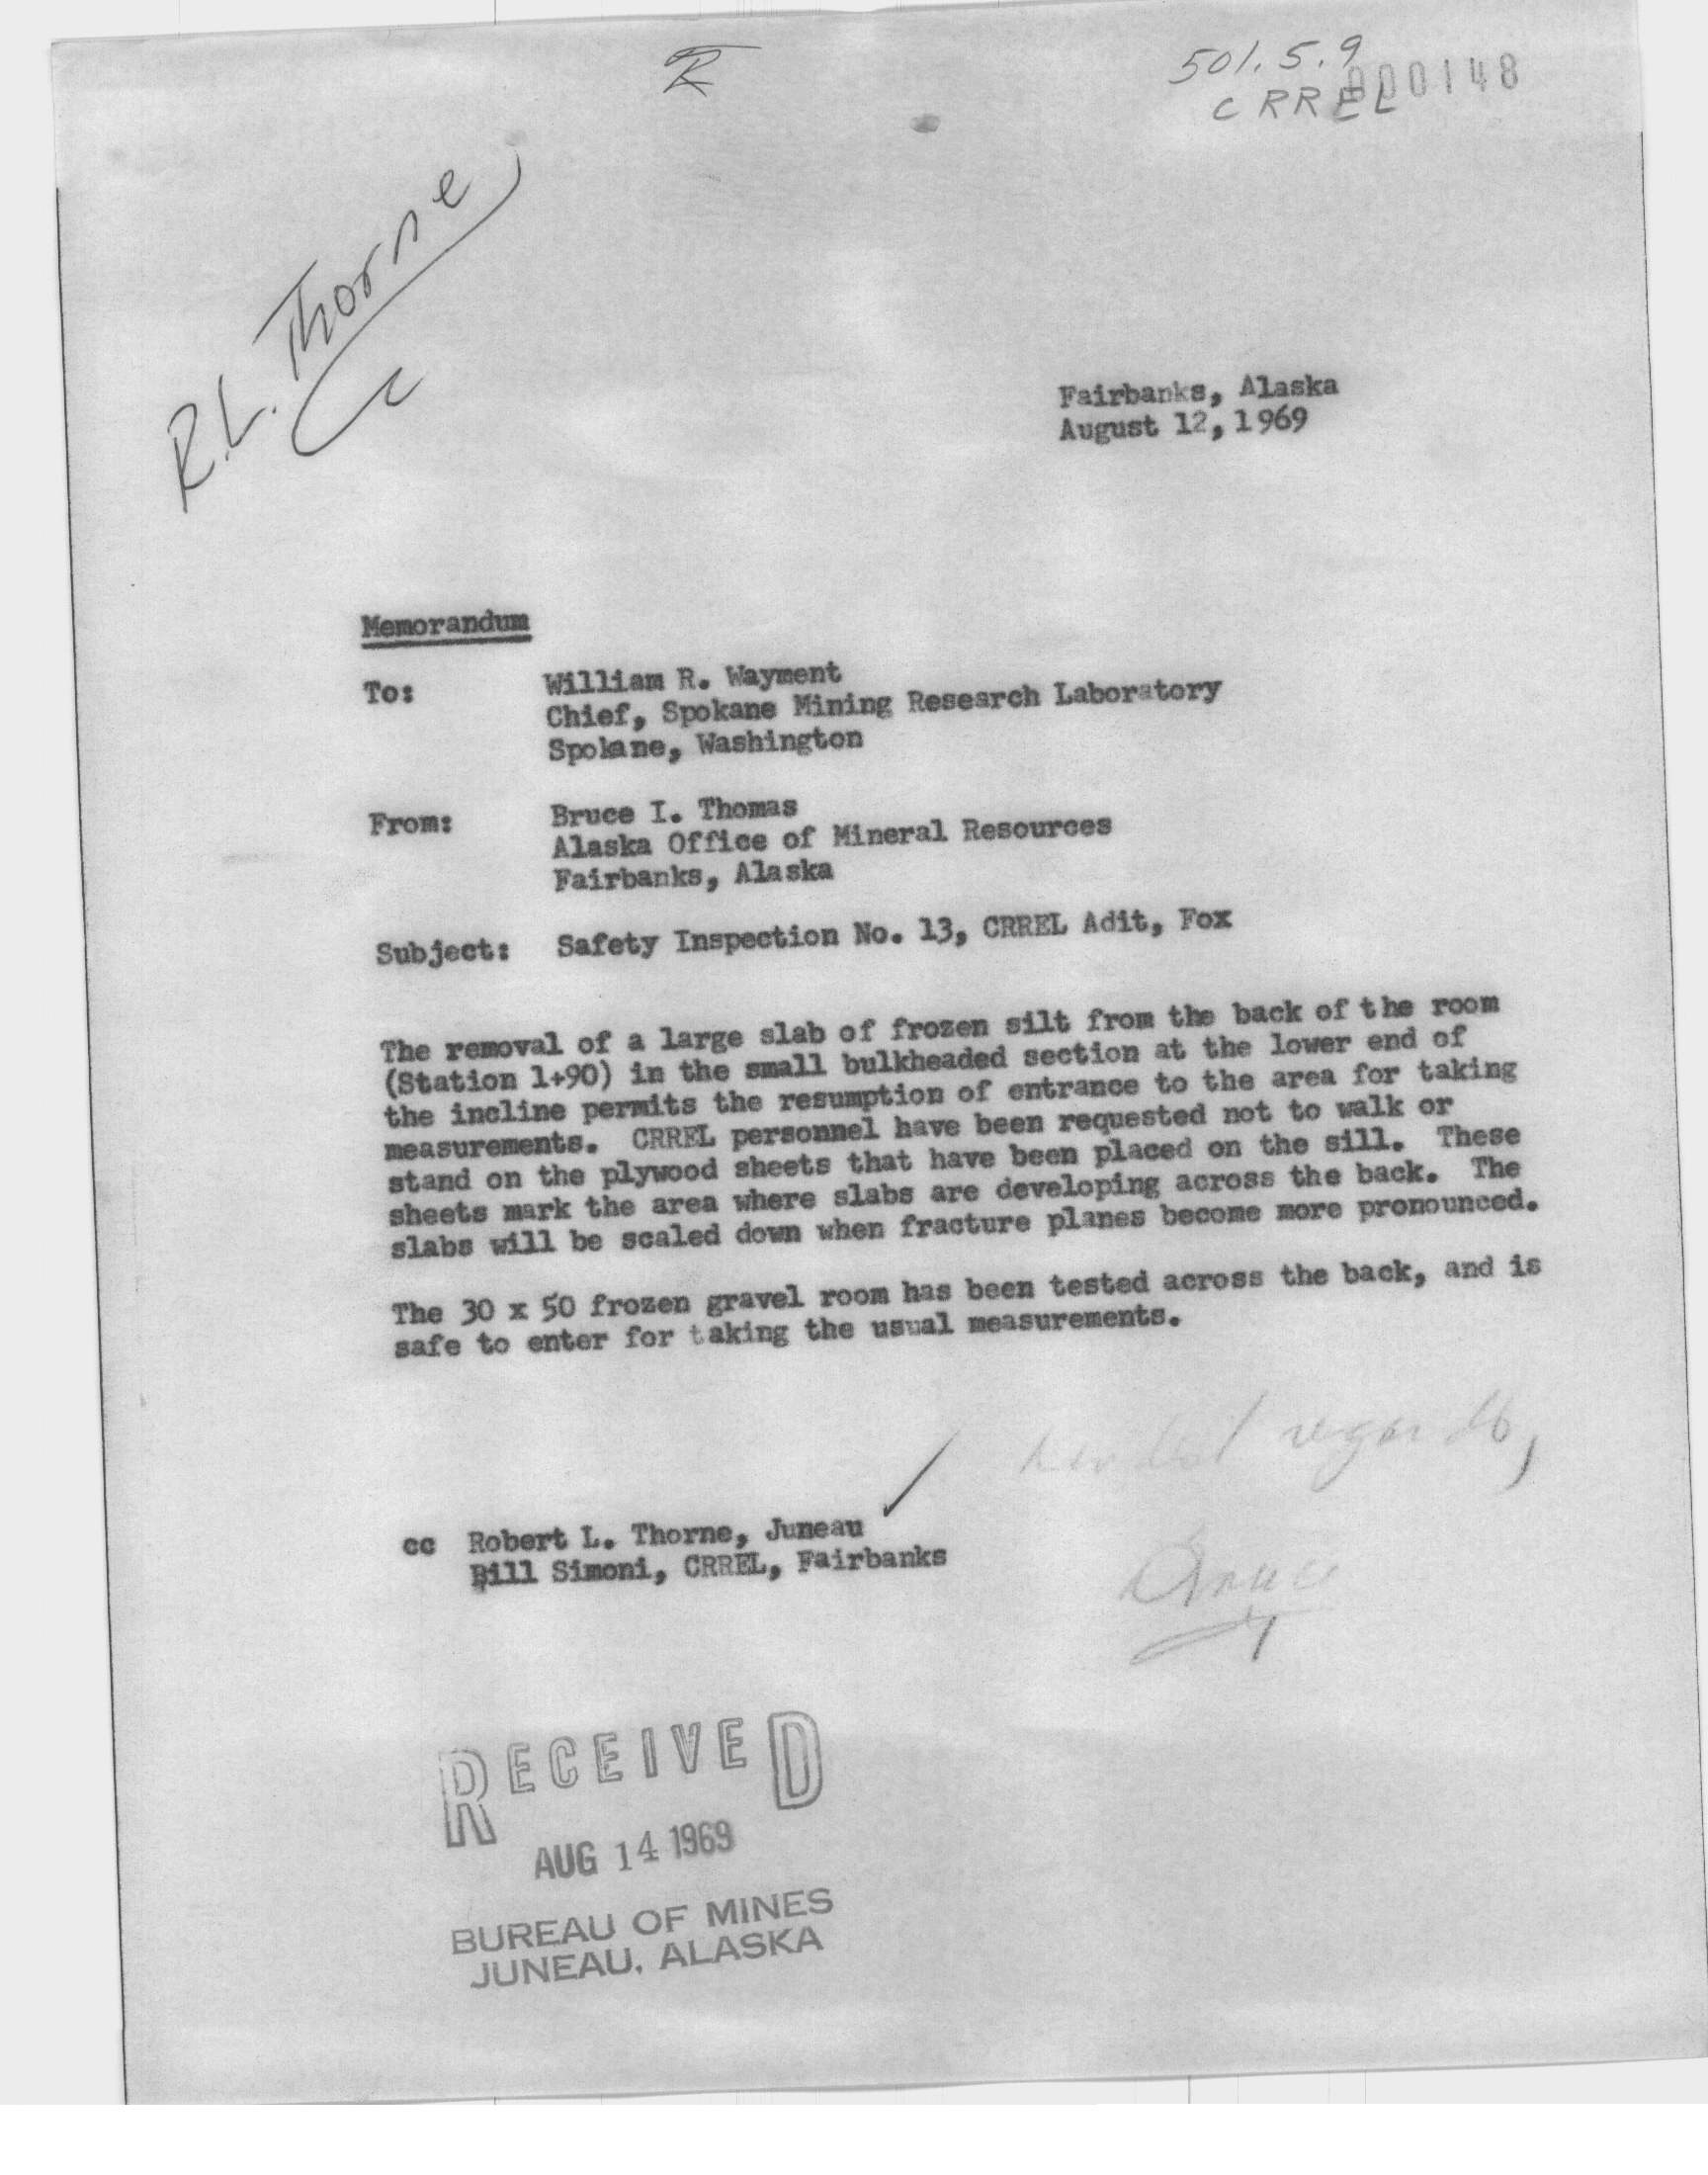 501.5.9
CRREL 000148
R.L. Thorne
Fairbanks, Alaska
August 12, 1969
Memorandum
To: William R. Wayment
Chief, Spokane Mining Research Laboratory
Spokane, Washington
From: Bruce I. Thomas
Alaska Office of Mineral Resources
Fairbanks, Alaska
Subject: Safety Inspection No. 13, CRREL Adit, Fox
The removal of a large slab of frozen silt from the back of the room
(Station 1+90) in the small bulkheaded section at the lower end of
the incline permits the resumption of entrance to the area for taking
measurements. CRREL personnel have been requested not to walk or
stand on the plywood sheets that have been placed on the sill. These
sheets mark the area where slabs are developing across the back. The
slabs will be scaled down when fracture planes become more pronounced.
The 30 x 50 frozen gravel room has been tested across the back, and is
safe to enter for taking the usual measurements.
regards,
cc Robert L. Thorne, Juneau
Bill Simoni, CRREL, Fairbanks
Bruce
RECEIVED
AUG 14 1969
BUREAU OF MINES
JUNEAU, ALASKA